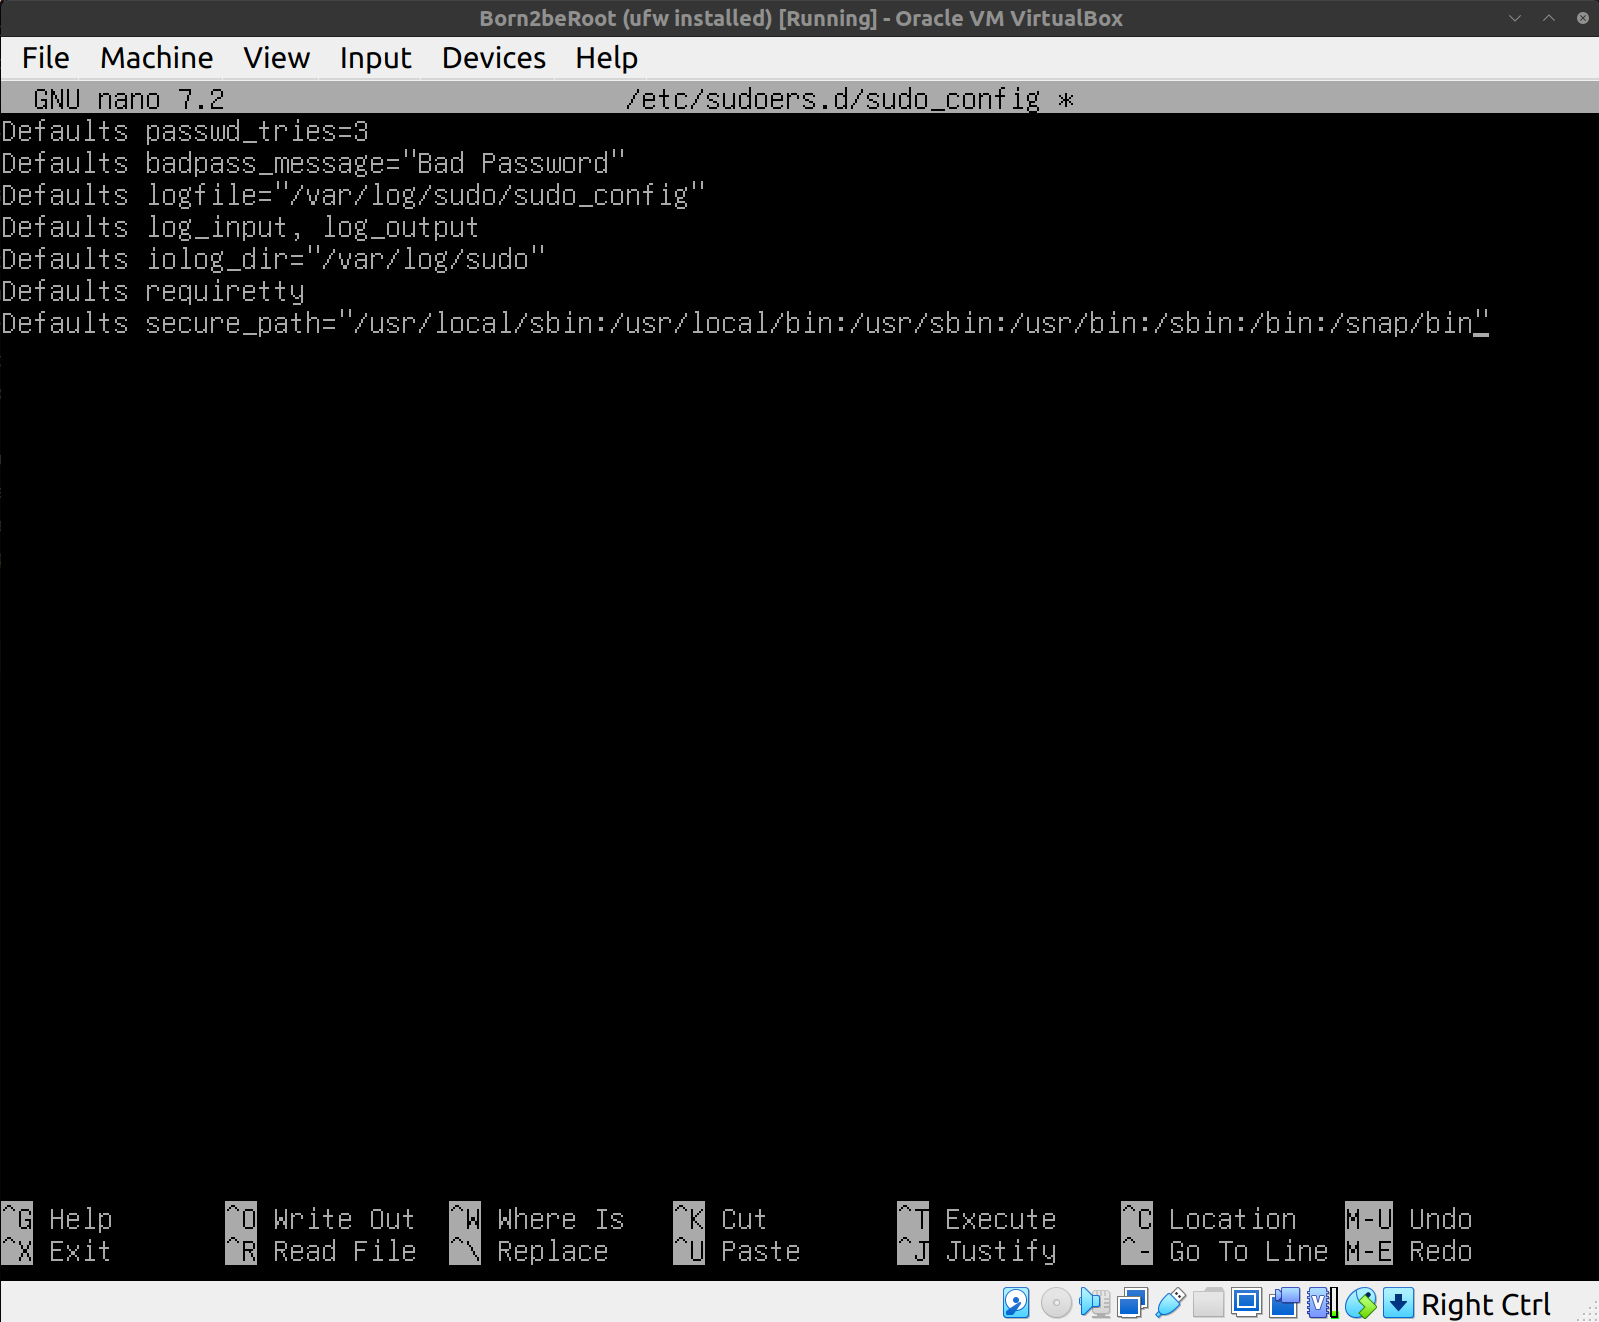 Born2beRoot (ufw installed) [Running] - Oracle VM VirtualBox
File Machine View Input Devices Help
GNU nano 7.2 /etc/sudoers.d/sudo_config *
Defaults passwd_tries=3
Defaults badpass_message="Bad Password"
Defaults logfile="/var/log/sudo/sudo_config"
Defaults log_input, log_output
Defaults iolog_dir="/var/log/sudo"
Defaults requiretty
Defaults secure_path="/usr/local/sbin:/usr/local/bin:/usr/sbin:/usr/bin:/sbin:/bin:/snap/bin"
^G Help ^O Write Out ^W Where Is ^K Cut ^T Execute ^C Location M-U Undo
^X Exit ^R Read File ^\ Replace ^U Paste ^J Justify ^- Go To Line M-E Redo
Right Ctrl